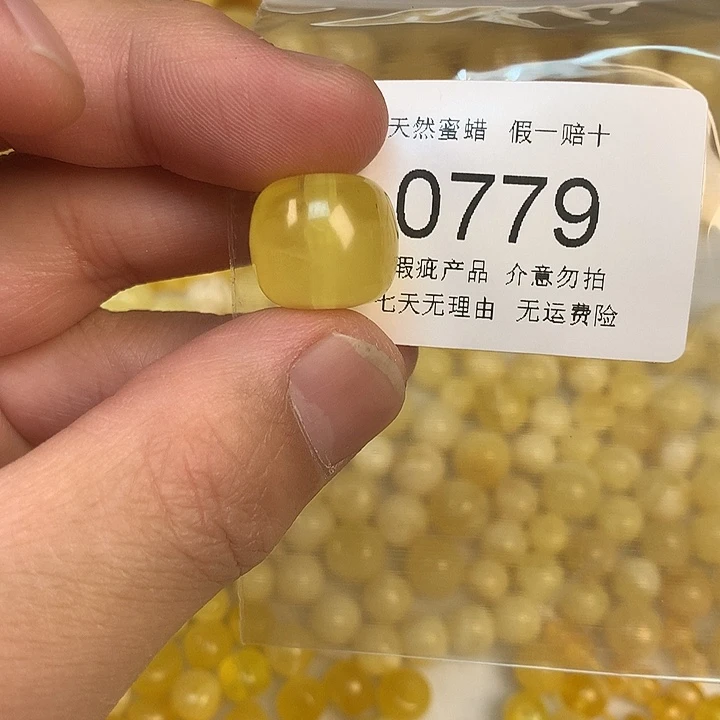 天然蜜蜡 假一赔十
0779
瑕疵产品 介意勿拍
七天无理由 无运费险